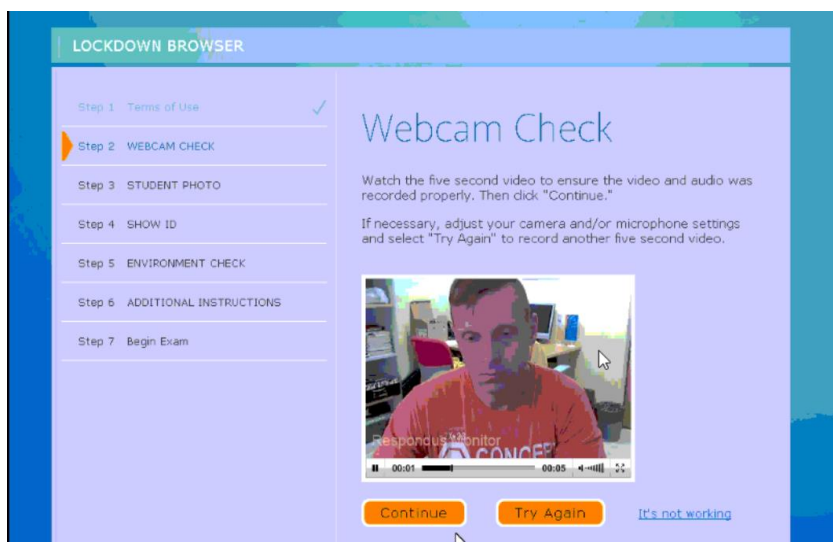 LOCKDOWN BROWSER
Step 1 Terms of Use
Step 2 WEBCAM CHECK
Step 3 STUDENT PHOTO
Step 4 SHOW ID
Step 5 ENVIRONMENT CHECK
Step 6 ADDITIONAL INSTRUCTIONS
Step 7 Begin Exam
Webcam Check
Watch the five second video to ensure the video and audio was
recorded properly. Then click "Continue."
If necessary, adjust your camera and/or microphone settings
and select "Try Again" to record another five second video.
Respondus Monitor
CONCEP
00:01 00:05
Continue Try Again It's not working